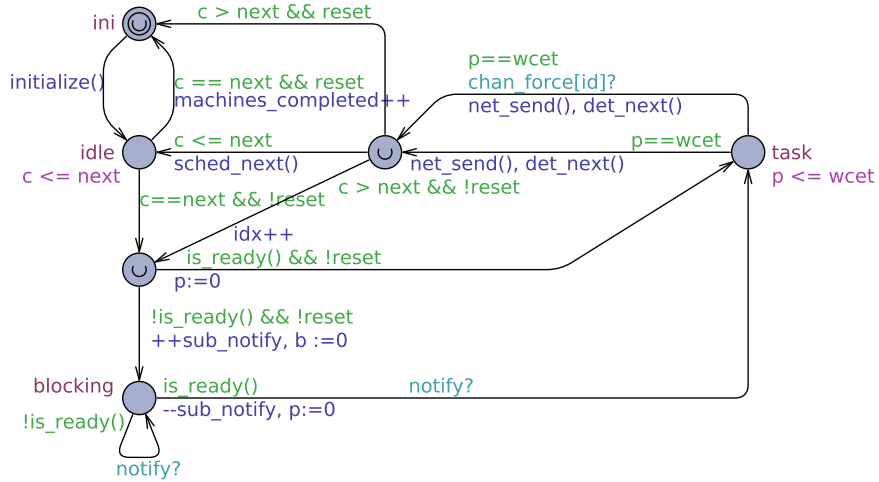 c > next && reset
ini
p==wcet
initialize()
c == next && reset
chan_force[id]?
machines_completed++
net_send(), det_next()
c <= next
p==wcet
idle
task
sched_next()
net_send(), det_next()
c <= next
p <= wcet
c > next && !reset
c==next && !reset
idx++
is_ready() && !reset
p:=0
!is_ready() && !reset
++sub_notify, b :=0
blocking
is_ready()
notify?
--sub_notify, p:=0
!is_ready()
notify?